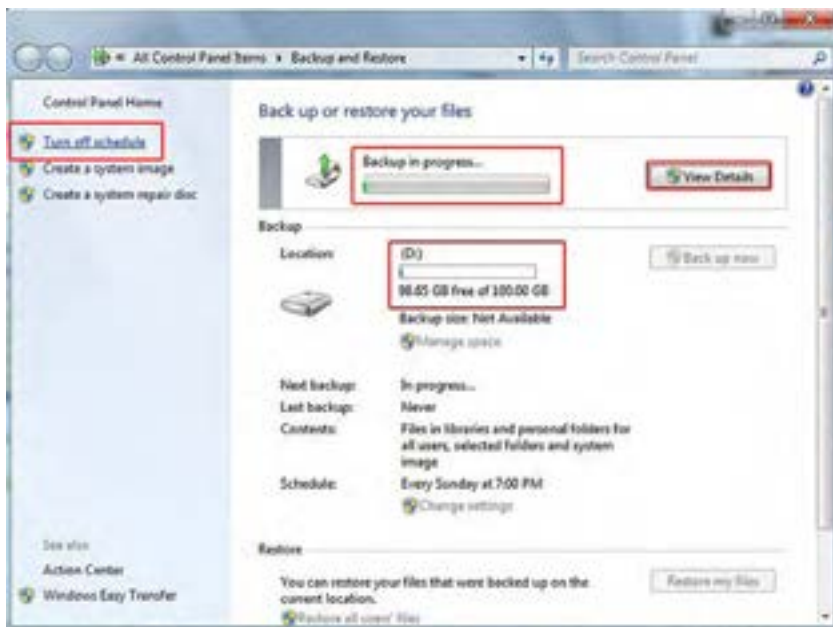 « All Control Panel Items ▸ Backup and Restore
Search Control Panel
Control Panel Home
Turn off schedule
Create a system image
Create a system repair disc
Back up or restore your files
Backup in progress...
View Details
Backup
Location:
(D:)
98.65 GB free of 100.00 GB
Back up now
Backup size: Not Available
Manage space
Next backup: In progress...
Last backup: Never
Contents: Files in libraries and personal folders for
all users, selected folders and system
image
Schedule: Every Sunday at 7:00 PM
Change settings
See also
Action Center
Windows Easy Transfer
Restore
You can restore your files that were backed up on the
current location.
Restore my files
Restore all users' files